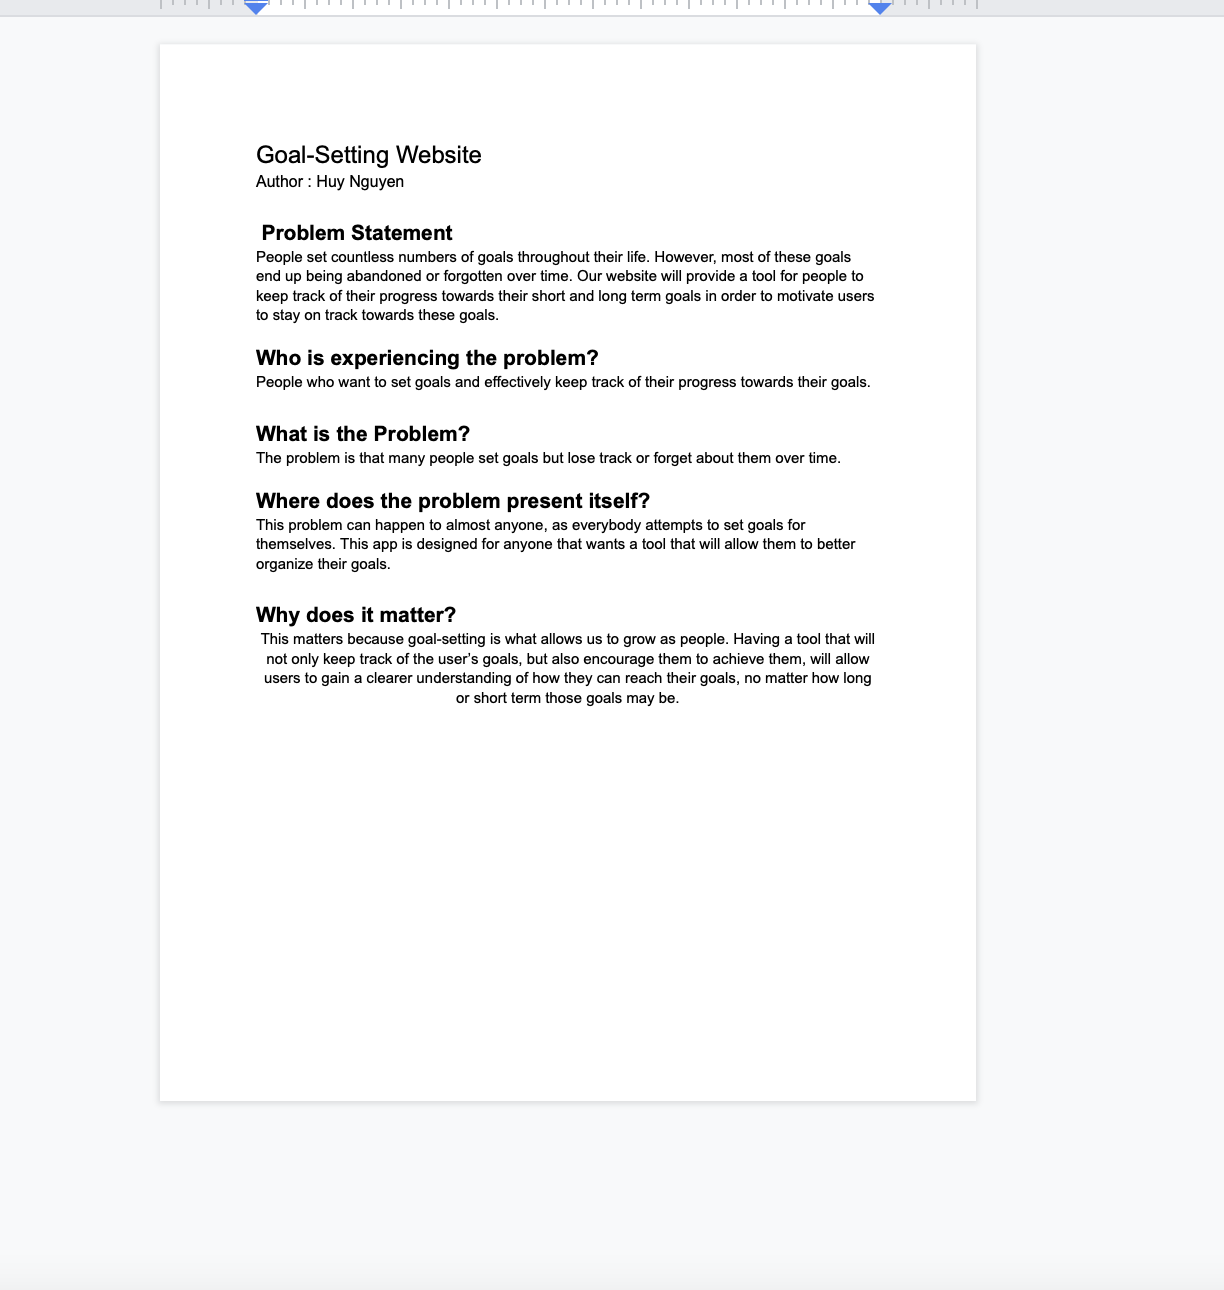 Goal-Setting Website
Author : Huy Nguyen
Problem Statement
People set countless numbers of goals throughout their life. However, most of these goals
end up being abandoned or forgotten over time. Our website will provide a tool for people to
keep track of their progress towards their short and long term goals in order to motivate users
to stay on track towards these goals.
Who is experiencing the problem?
People who want to set goals and effectively keep track of their progress towards their goals.
What is the Problem?
The problem is that many people set goals but lose track or forget about them over time.
Where does the problem present itself?
This problem can happen to almost anyone, as everybody attempts to set goals for
themselves. This app is designed for anyone that wants a tool that will allow them to better
organize their goals.
Why does it matter?
This matters because goal-setting is what allows us to grow as people. Having a tool that will
not only keep track of the user’s goals, but also encourage them to achieve them, will allow
users to gain a clearer understanding of how they can reach their goals, no matter how long
or short term those goals may be.